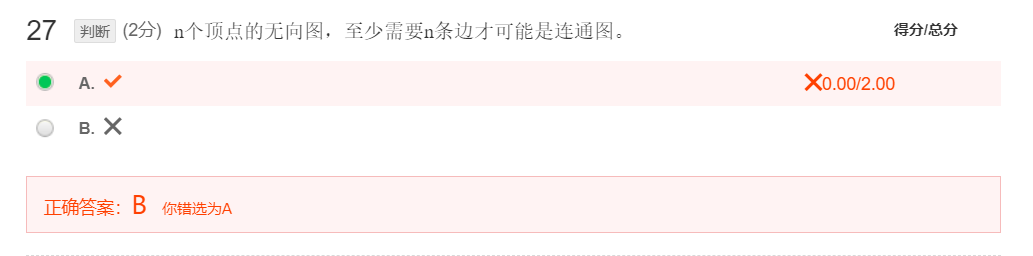 27 判断 (2分) n个顶点的无向图，至少需要n条边才可能是连通图。 得分/总分
A. ✓ ✕0.00/2.00
B. ✕
正确答案：B 你错选为A